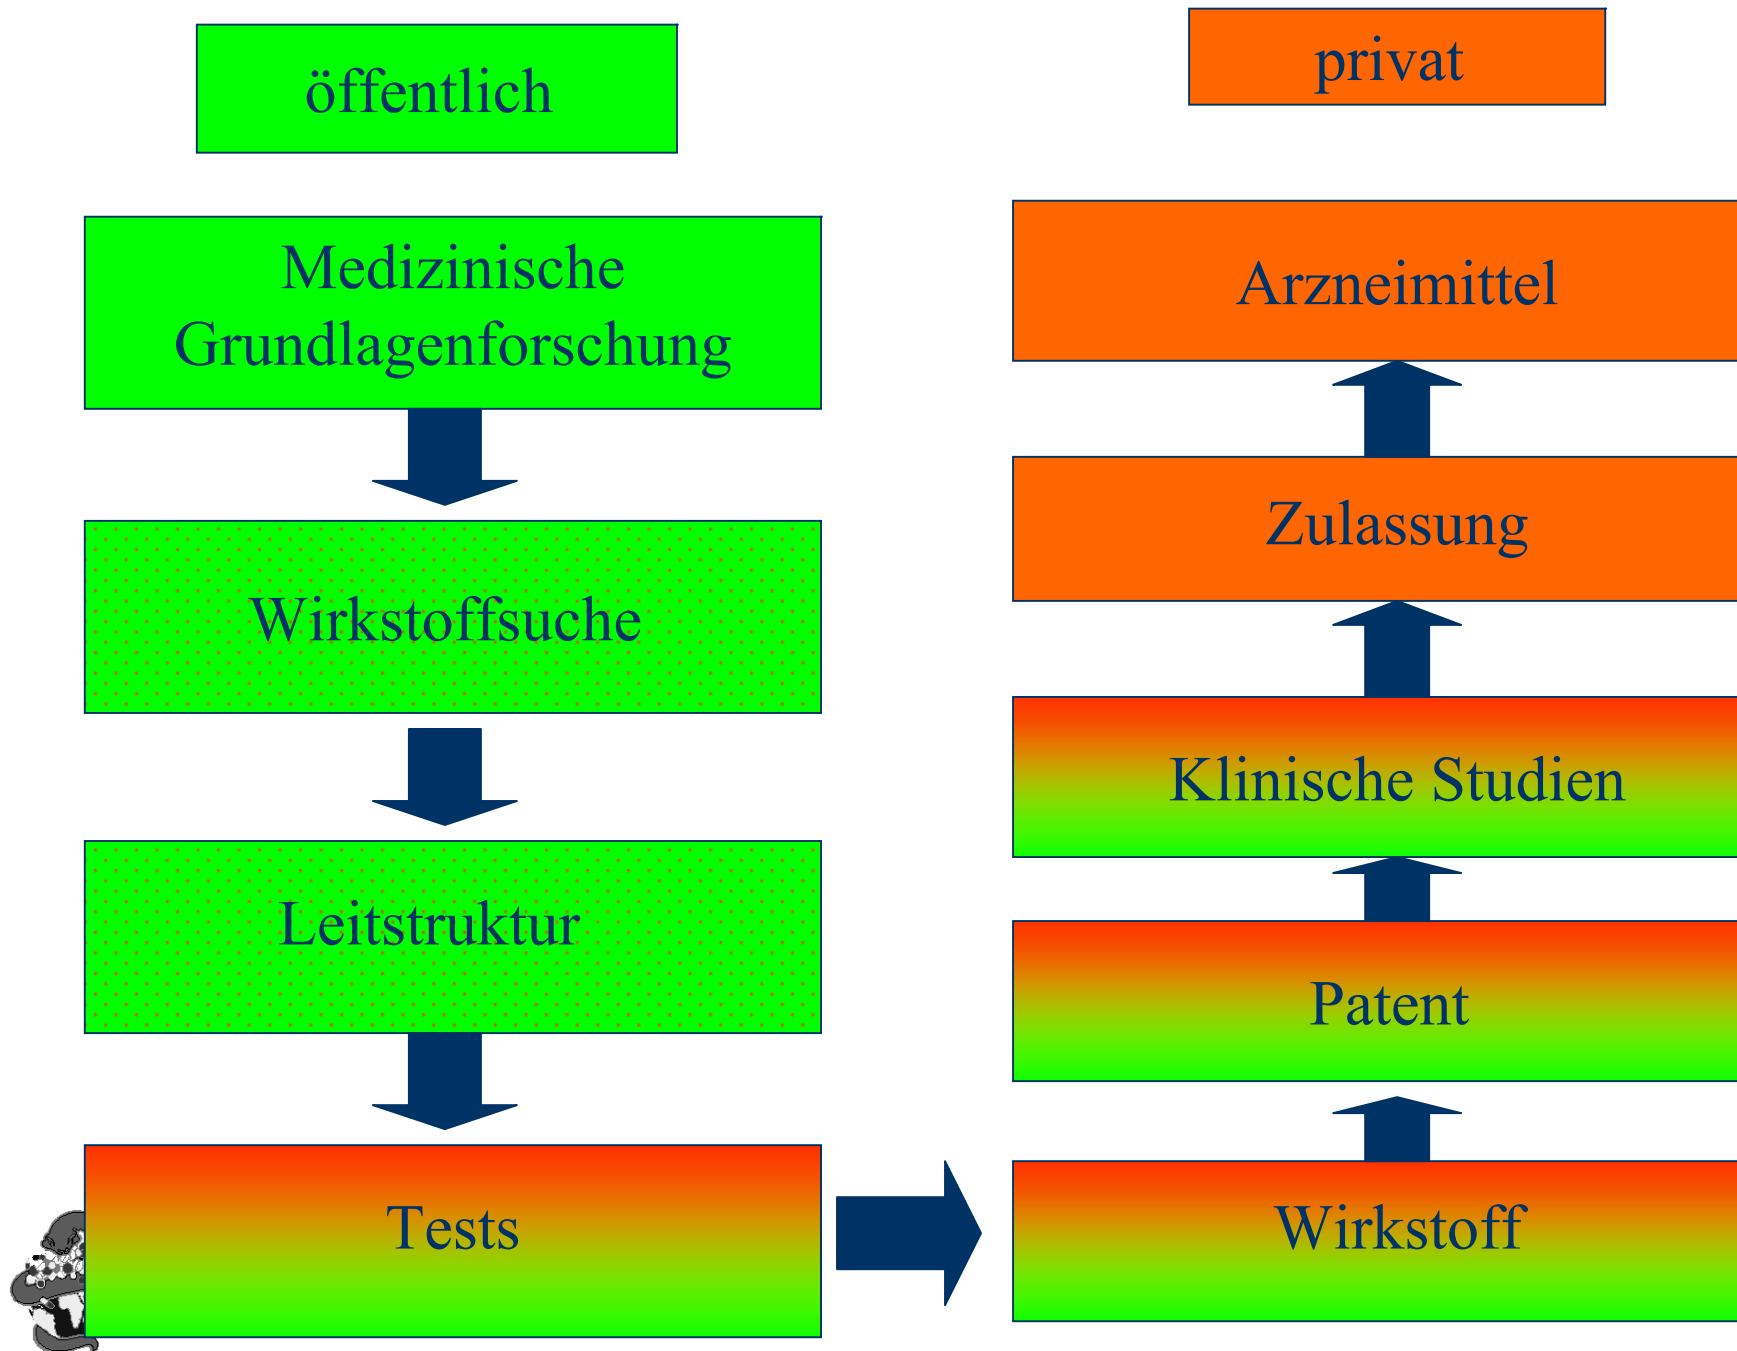 öffentlich
privat
Medizinische
Grundlagenforschung
Wirkstoffsuche
Leitstruktur
Tests
Wirkstoff
Patent
Klinische Studien
Zulassung
Arzneimittel